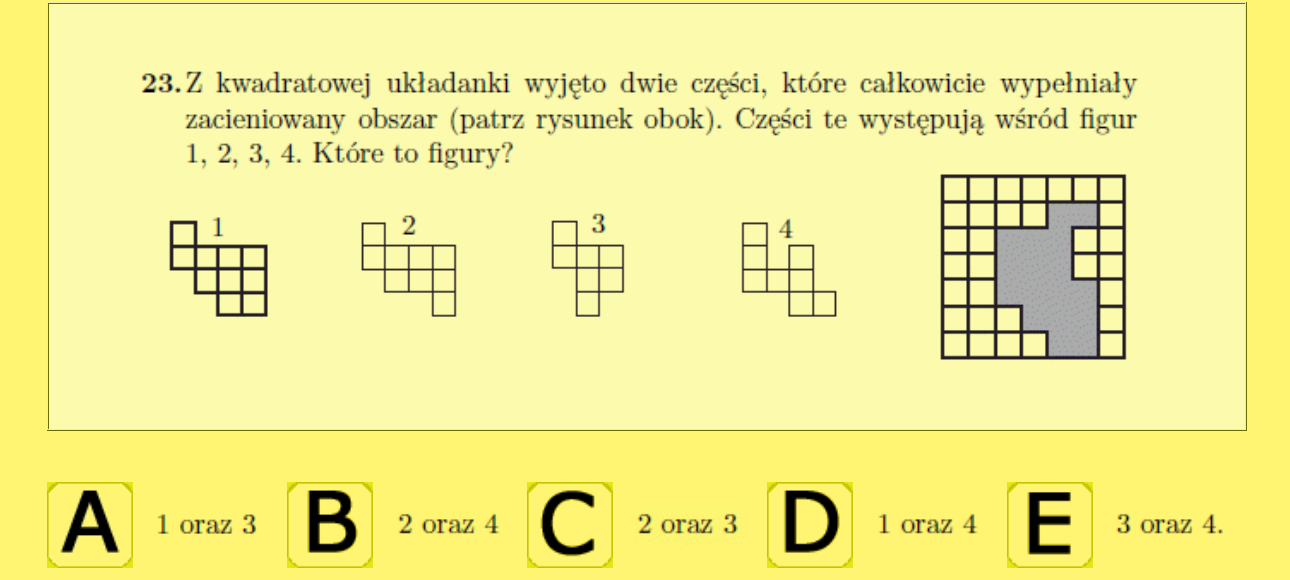 23. Z kwadratowej układanki wyjęto dwie części, które całkowicie wypełniały
zacieniowany obszar (patrz rysunek obok). Części te występują wśród figur
1, 2, 3, 4. Które to figury?
1 2 3 4
A 1 oraz 3 B 2 oraz 4 C 2 oraz 3 D 1 oraz 4 E 3 oraz 4.